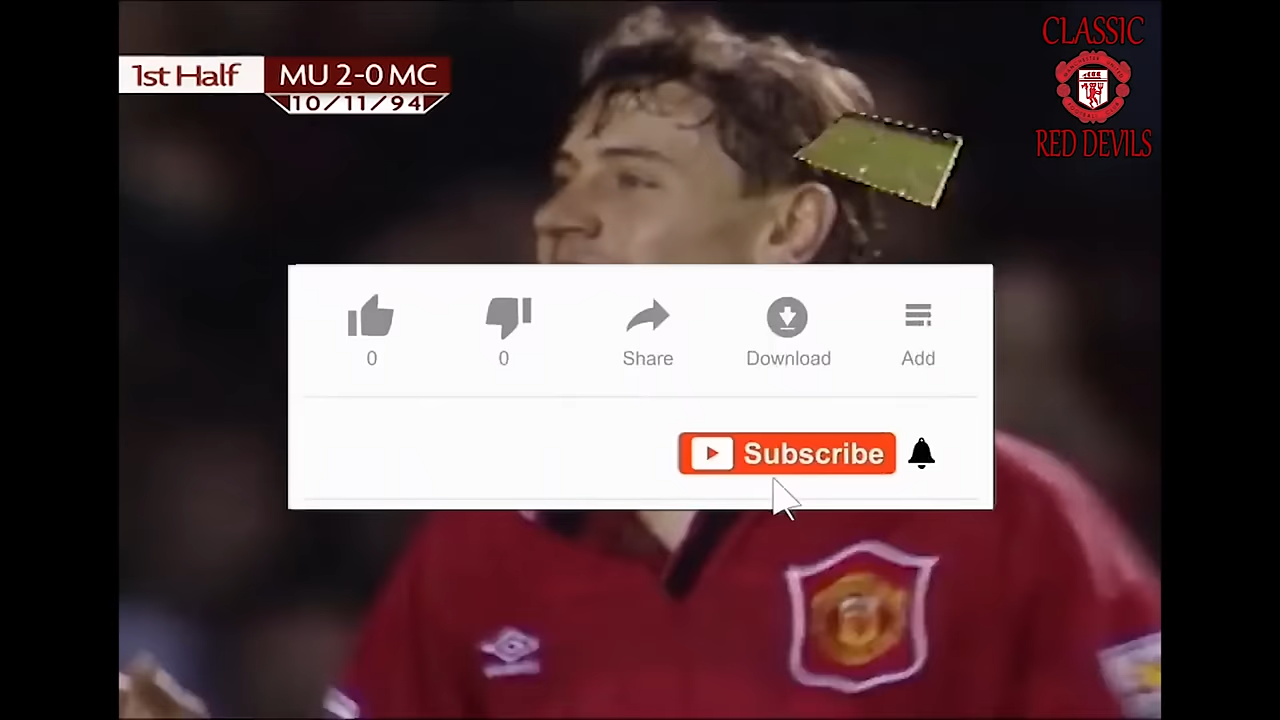 CLASSIC
1st Half
MU 2-0 MC
10/11/94
RED DEVILS
0
0
Share
Download
Add
Subscribe